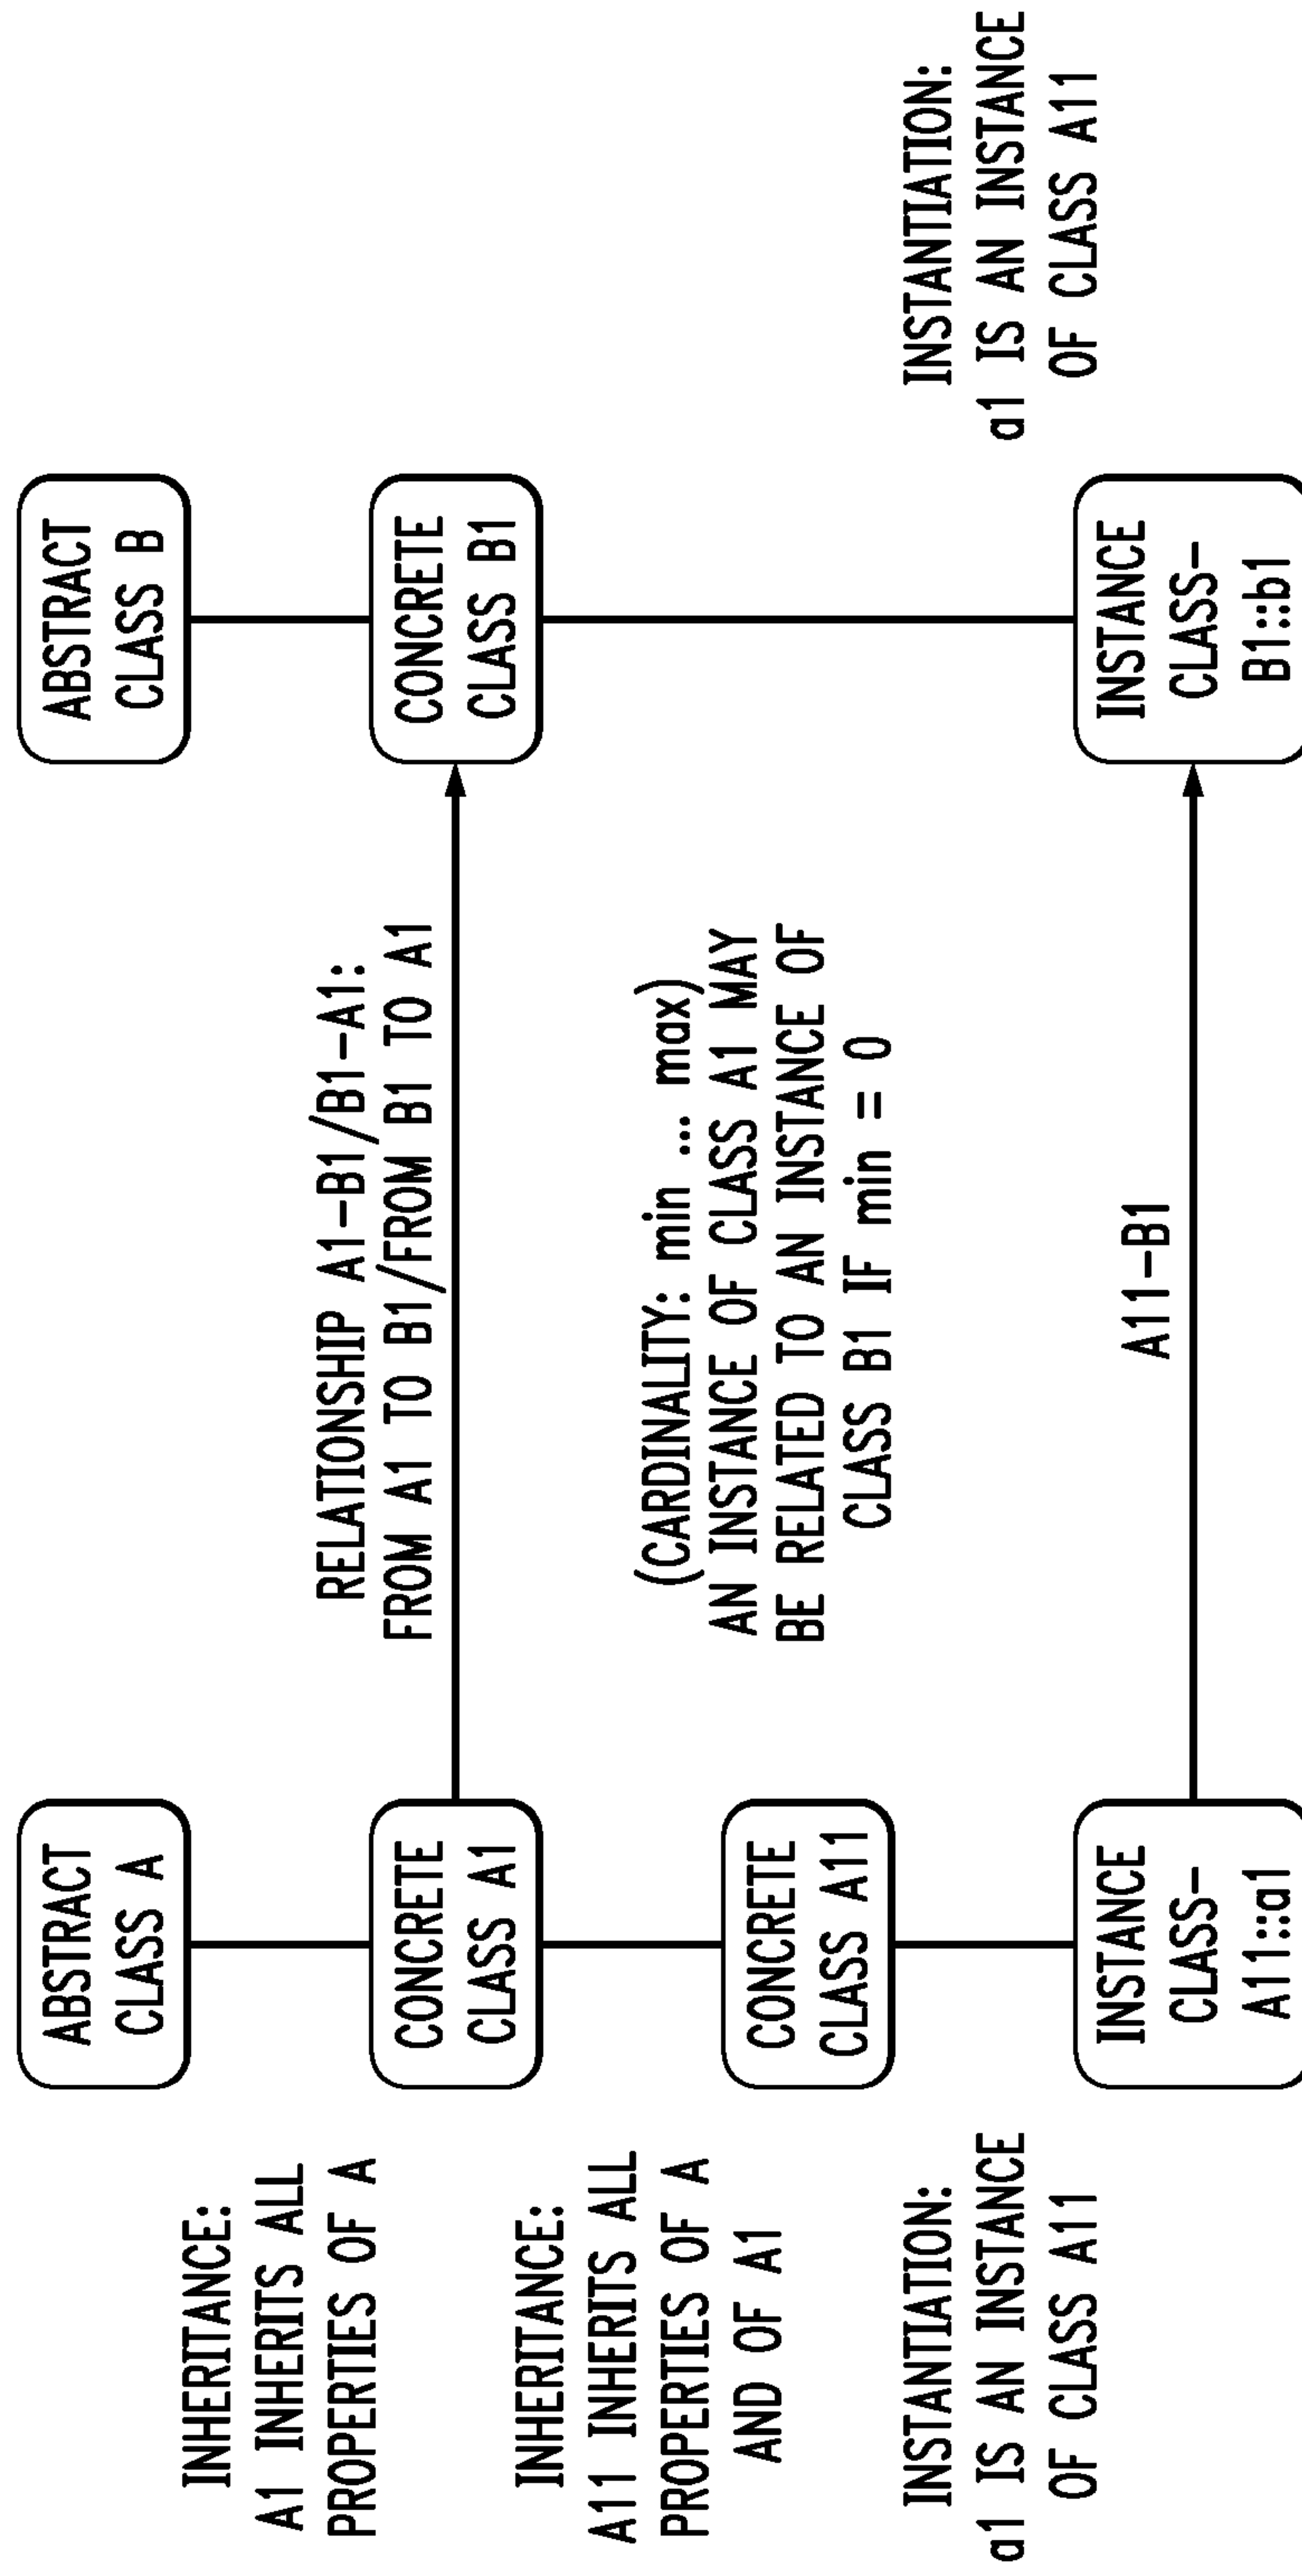 INHERITANCE:
A1 INHERITS ALL
PROPERTIES OF A
INHERITANCE:
A11 INHERITS ALL
PROPERTIES OF A
AND OF A1
INSTANTIATION:
a1 IS AN INSTANCE
OF CLASS A11
ABSTRACT
CLASS A
CONCRETE
CLASS A1
CONCRETE
CLASS A11
INSTANCE
CLASS-
A11::a1
RELATIONSHIP A1-B1/B1-A1:
FROM A1 TO B1/FROM B1 TO A1
(CARDINALITY: min ... max)
AN INSTANCE OF CLASS A1 MAY
BE RELATED TO AN INSTANCE OF
CLASS B1 IF min = 0
A11-B1
ABSTRACT
CLASS B
CONCRETE
CLASS B1
INSTANCE
CLASS-
B1::b1
INSTANTIATION:
a1 IS AN INSTANCE
OF CLASS A11